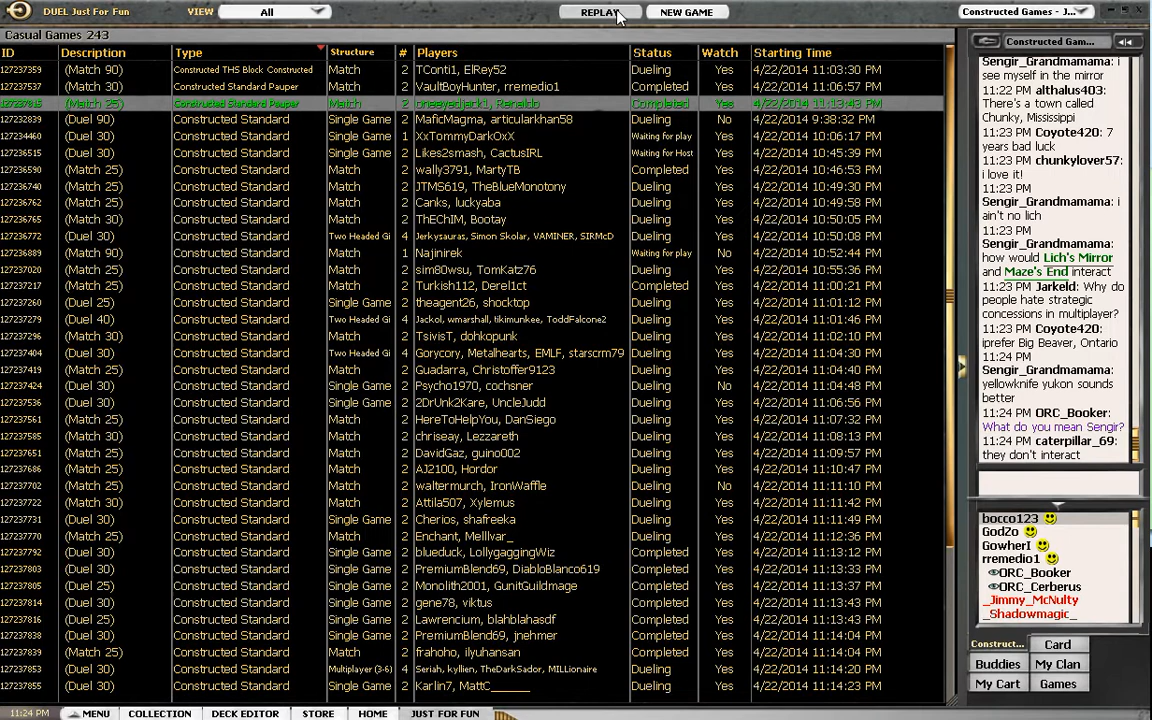 DUEL Just For Fun VIEW All REPLAY NEW GAME Constructed Games - J...
Casual Games 243
ID Description Type Structure # Players Status Watch Starting Time
127237359 (Match 90) Constructed THS Block Constructed Match 2 TConti1, ElRey52 Dueling Yes 4/22/2014 11:03:30 PM
127237537 (Match 30) Constructed Standard Pauper Match 2 VaultBoyHunter, rremedio1 Completed Yes 4/22/2014 11:06:58 PM
127237815 (Match 25) Constructed Standard Pauper Match 2 oneeyedjack1, Renaldo Completed Yes 4/22/2014 11:13:43 PM
127232839 (Duel 90) Constructed Standard Single Game 2 MaficMagma, articularkhan58 Dueling No 4/22/2014 9:38:32 PM
127234460 (Duel 30) Constructed Standard Single Game 1 XxTommyDarkOxX Waiting for play Yes 4/22/2014 10:06:17 PM
127236515 (Duel 30) Constructed Standard Single Game 2 Likes2smash, CactusIRL Waiting for Host Yes 4/22/2014 10:45:39 PM
127236590 (Match 25) Constructed Standard Match 2 wally3791, MartyTB Completed Yes 4/22/2014 10:46:53 PM
127236740 (Match 25) Constructed Standard Match 2 JTMS619, TheBlueMonotony Dueling Yes 4/22/2014 10:49:30 PM
127236762 (Match 25) Constructed Standard Match 2 Canks, luckyaba Dueling Yes 4/22/2014 10:49:58 PM
127236765 (Match 30) Constructed Standard Match 2 ThEChIM, Bootay Dueling Yes 4/22/2014 10:50:05 PM
127236772 (Duel 30) Constructed Standard Two Headed Gi 4 Jerkysauras, Simon Skolar, VAMINER, SIRMcD Dueling Yes 4/22/2014 10:50:08 PM
127236889 (Match 90) Constructed Standard Match 1 Najinirek Waiting for play No 4/22/2014 10:52:44 PM
127237020 (Match 25) Constructed Standard Match 2 sim80wsu, TomKatz76 Dueling Yes 4/22/2014 10:55:36 PM
127237217 (Match 25) Constructed Standard Match 2 Turkish112, Derel1ct Completed Yes 4/22/2014 11:00:21 PM
127237260 (Duel 25) Constructed Standard Single Game 2 theagent26, shocktop Dueling Yes 4/22/2014 11:01:12 PM
127237279 (Duel 40) Constructed Standard Two Headed Gi 4 Jackol, wmarshall, tikimunkee, ToddFalcone2 Dueling Yes 4/22/2014 11:01:46 PM
127237296 (Match 30) Constructed Standard Match 2 TsivisT, dohkopunk Dueling Yes 4/22/2014 11:02:10 PM
127237404 (Match 30) Constructed Standard Two Headed Gi 4 Gorycory, Metalhearts, EMLF, starscrm79 Dueling Yes 4/22/2014 11:04:30 PM
127237419 (Match 25) Constructed Standard Match 2 Guadarra, Christoffer9123 Dueling Yes 4/22/2014 11:04:40 PM
127237424 (Duel 30) Constructed Standard Single Game 2 Psycho1970, cochsner Dueling No 4/22/2014 11:04:48 PM
127237536 (Duel 30) Constructed Standard Single Game 2 2DrUnk2Kare, UncleJudd Dueling Yes 4/22/2014 11:06:56 PM
127237561 (Match 25) Constructed Standard Match 2 HereToHelpYou, DanSiego Dueling Yes 4/22/2014 11:07:32 PM
127237585 (Match 30) Constructed Standard Match 2 chriseay, Lezzareth Dueling Yes 4/22/2014 11:08:13 PM
127237651 (Match 25) Constructed Standard Match 2 DavidGaz, guino002 Dueling Yes 4/22/2014 11:09:57 PM
127237686 (Match 25) Constructed Standard Match 2 AJ2100, Hordor Dueling Yes 4/22/2014 11:10:47 PM
127237702 (Match 25) Constructed Standard Match 2 waltermurch, IronWaffle Dueling No 4/22/2014 11:11:10 PM
127237722 (Match 30) Constructed Standard Match 2 Attila507, Xylemus Dueling Yes 4/22/2014 11:11:42 PM
127237731 (Duel 30) Constructed Standard Single Game 2 Cherios, shafreeka Dueling Yes 4/22/2014 11:11:49 PM
127237770 (Match 25) Constructed Standard Match 2 Enchant, Melllvar_ Dueling Yes 4/22/2014 11:12:36 PM
127237792 (Duel 30) Constructed Standard Single Game 2 blueduck, LollygaggingWiz Completed Yes 4/22/2014 11:13:12 PM
127237803 (Duel 30) Constructed Standard Single Game 2 PremiumBlend69, DiabloBlanco619 Completed Yes 4/22/2014 11:13:36 PM
127237805 (Duel 25) Constructed Standard Single Game 2 Monolith2001, GunitGuildmage Completed Yes 4/22/2014 11:13:37 PM
127237814 (Duel 30) Constructed Standard Single Game 2 gene78, viktus Completed Yes 4/22/2014 11:13:43 PM
127237816 (Duel 25) Constructed Standard Single Game 2 Lawrencium, blahblahasdf Completed Yes 4/22/2014 11:13:43 PM
127237838 (Duel 30) Constructed Standard Single Game 2 PremiumBlend69, jnehmer Completed Yes 4/22/2014 11:14:04 PM
127237839 (Match 25) Constructed Standard Match 2 frahoho, ilyuhansan Completed Yes 4/22/2014 11:14:04 PM
127237853 (Duel 30) Constructed Standard Multiplayer (3-6) 4 Seriah, kyllien, TheDarkSador, MILLionaire Dueling Yes 4/22/2014 11:14:20 PM
127237855 (Duel 30) Constructed Standard Single Game 2 Karlin7, MattC______ Dueling Yes 4/22/2014 11:14:23 PM
Constructed Gam...
Sengir_Grandmamama: i
see myself in the mirror
11:22 PM althalus403:
There's a town called
Chunky, Mississippi
11:23 PM Coyote420: 7
years bad luck
11:23 PM chunkylover57:
i love it!
11:23 PM
Sengir_Grandmamama: i
ain't no lich
11:23 PM
Sengir_Grandmamama:
how would Lich's Mirror
and Maze's End interact
11:23 PM Jarkeld: Why do
people hate strategic
concessions in multiplayer?
11:23 PM Coyote420:
iprefer Big Beaver, Ontario
11:24 PM
Sengir_Grandmamama:
yellowknife yukon sounds
better
11:24 PM ORC_Booker:
What do you mean Sengir?
11:24 PM caterpillar_69:
they don't interact
bocco123
GodZo
GowherI
rremedio1
ORC_Booker
ORC_Cerberus
_Jimmy_McNulty
_Shadowmagic_
Construct... Card
Buddies My Clan
My Cart Games
11:24 PM MENU COLLECTION DECK EDITOR STORE HOME JUST FOR FUN